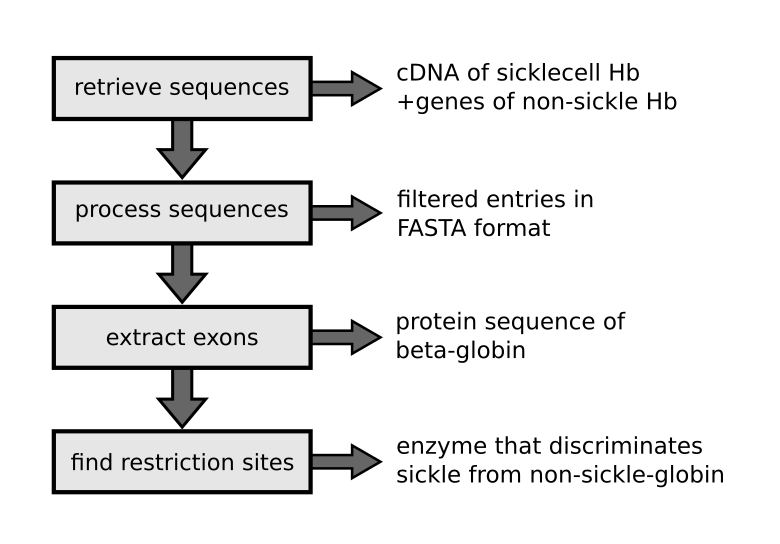 retrieve sequences
cDNA of sicklecell Hb
+genes of non-sickle Hb
process sequences
filtered entries in
FASTA format
extract exons
protein sequence of
beta-globin
find restriction sites
enzyme that discriminates
sickle from non-sickle-globin